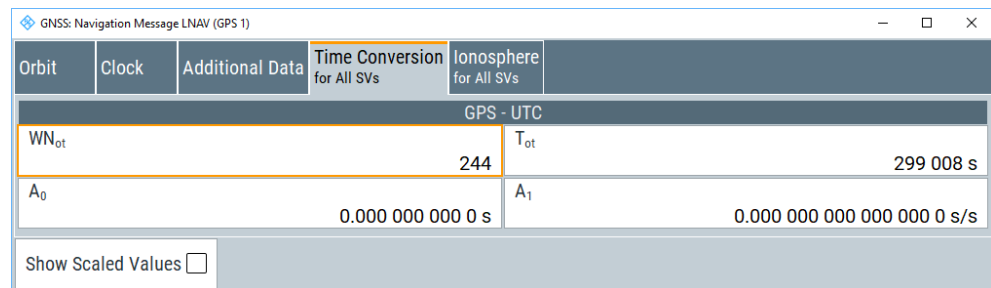 GNSS: Navigation Message LNAV (GPS 1)
Orbit
Clock
Additional Data
Time Conversion
for All SVs
Ionosphere
for All SVs
GPS - UTC
WNot
244
Tot
299 008 s
A0
0.000 000 000 0 s
A1
0.000 000 000 000 000 0 s/s
Show Scaled Values